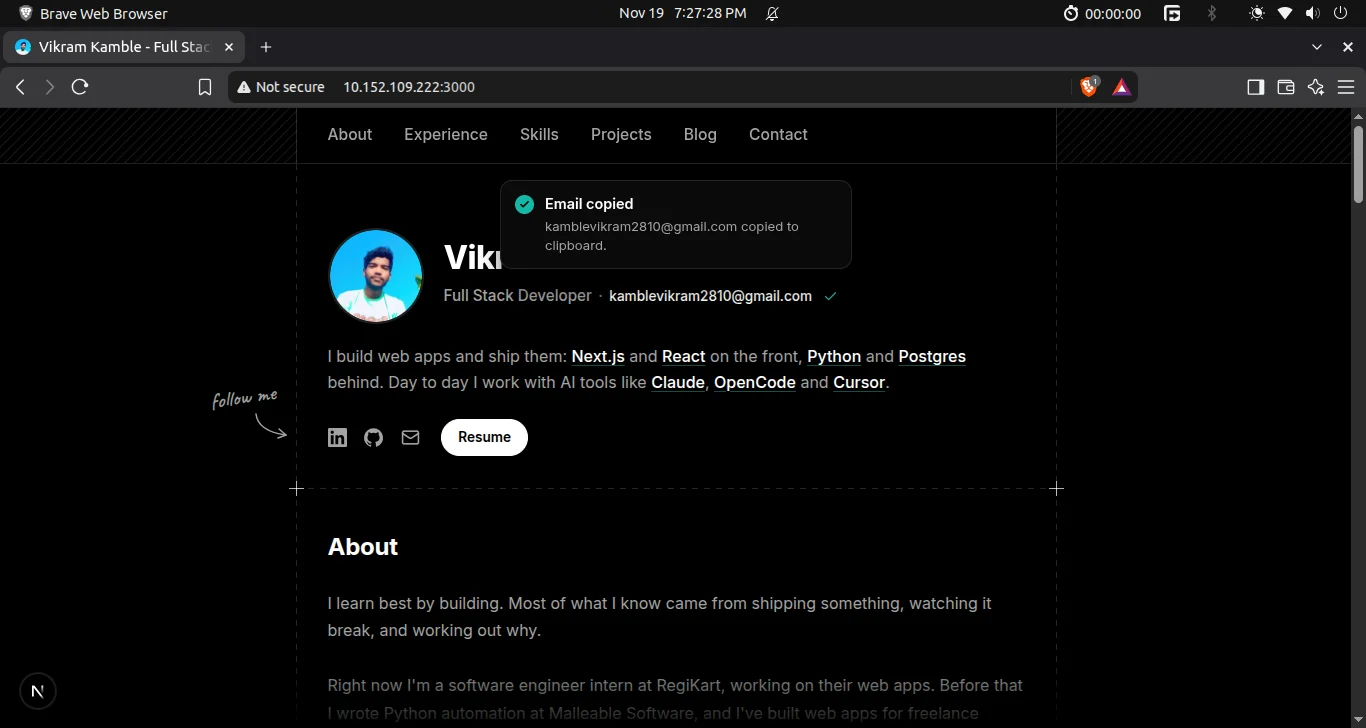 Brave Web Browser
Nov 19 7:27:28 PM
00:00:00
Vikram Kamble - Full Stac
Not secure 10.152.109.222:3000
1
About Experience Skills Projects Blog Contact
Email copied
kamblevikram2810@gmail.com copied to
clipboard.
Full Stack Developer · kamblevikram2810@gmail.com
I build web apps and ship them: Next.js and React on the front, Python and Postgres
behind. Day to day I work with AI tools like Claude, OpenCode and Cursor.
follow me
in
Resume
About
I learn best by building. Most of what I know came from shipping something, watching it
break, and working out why.
Right now I'm a software engineer intern at RegiKart, working on their web apps. Before that
I wrote Python automation at Malleable Software, and I've built web apps for freelance
N